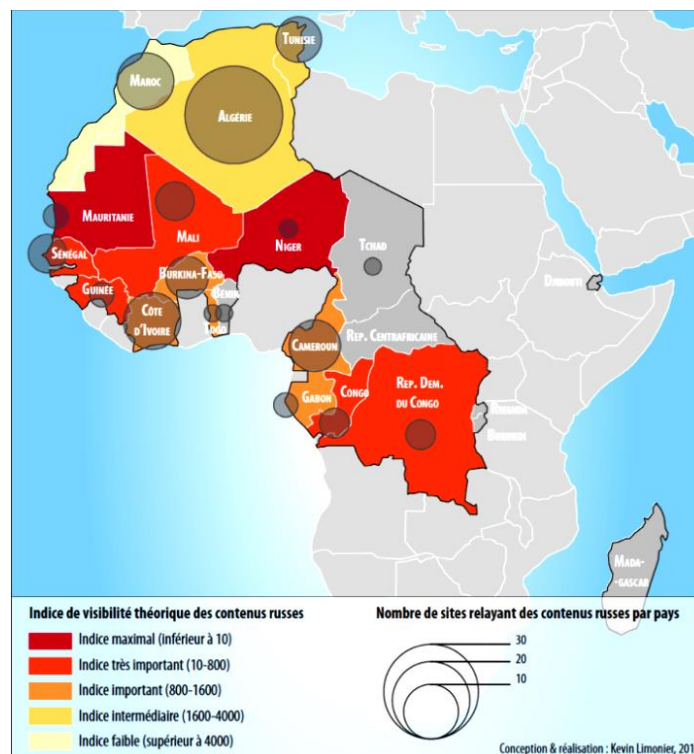 TUNISIE
MAROC
ALGÉRIE
MAURITANIE
MALI
NIGER
TCHAD
SÉNÉGAL
BURKINA-FASO
BÉNIN
DJIBOUTI
GUINÉE
CÔTE
D'IVOIRE
TOGO
CAMEROUN
RÉP. CENTRAFRICAINE
GABON
CONGO
REP. DEM.
DU CONGO
RWANDA
BURUNDI
MADA-
GASCAR
Indice de visibilité théorique des contenus russes
Indice maximal (inférieur à 10)
Indice très important (10-800)
Indice important (800-1600)
Indice intermédiaire (1600-4000)
Indice faible (supérieur à 4000)
Nombre de sites relayant des contenus russes par pays
30
20
10
Conception & réalisation : Kevin Limonier, 201